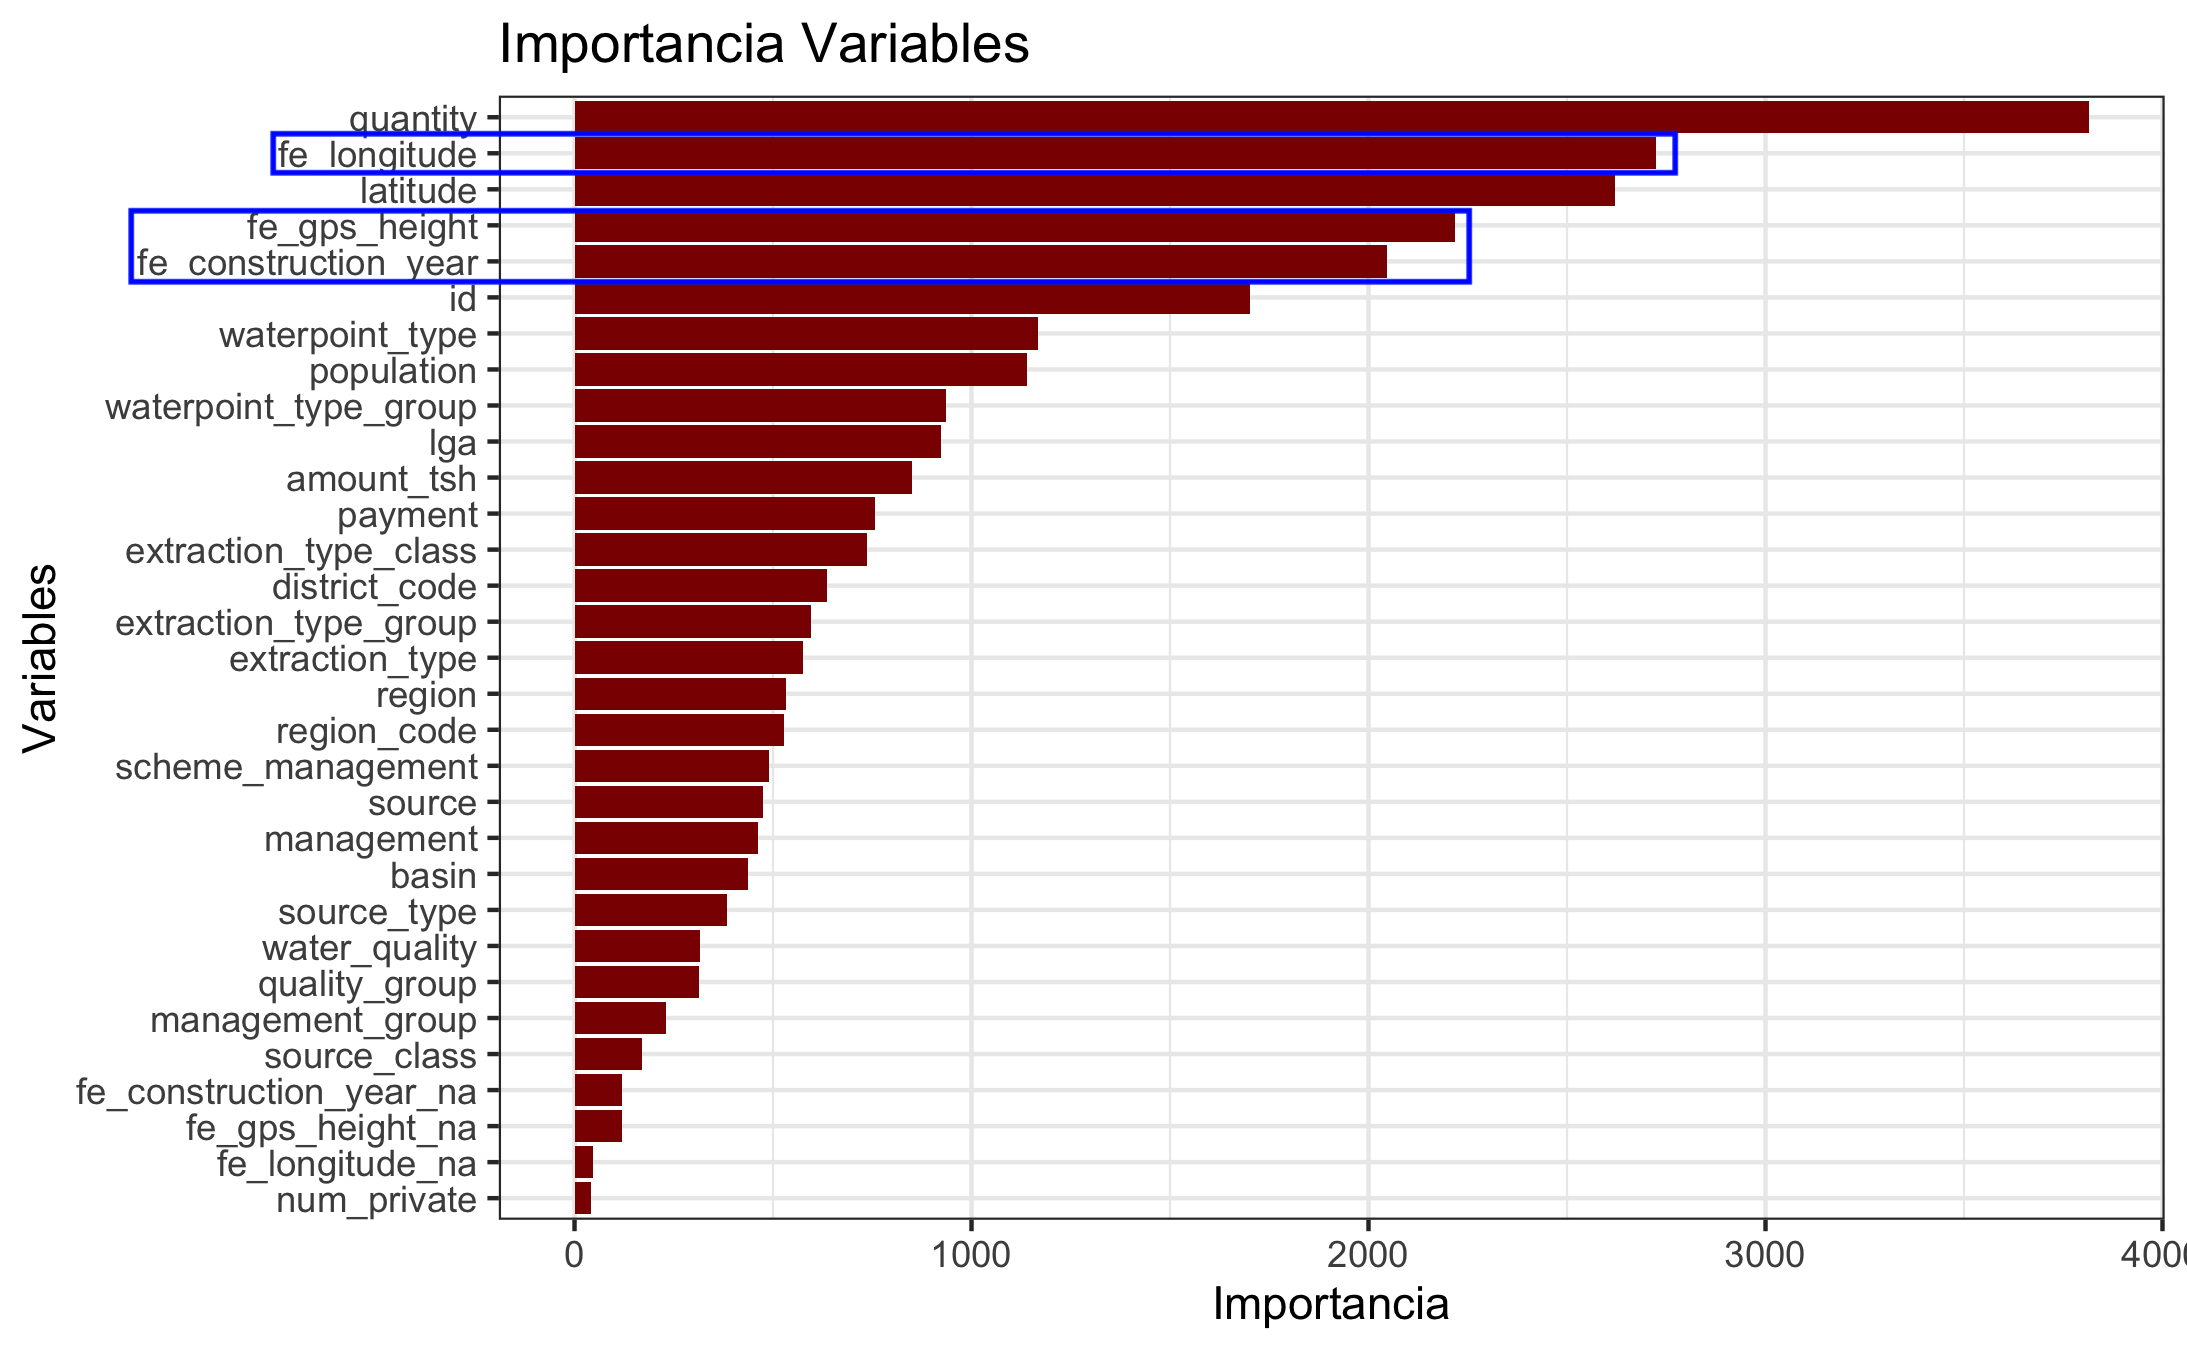 Importancia Variables
quantity
fe_longitude
latitude
fe_gps_height
fe_construction_year
id
waterpoint_type
population
waterpoint_type_group
lga
amount_tsh
payment
extraction_type_class
district_code
extraction_type_group
extraction_type
region
region_code
scheme_management
source
management
basin
source_type
water_quality
quality_group
management_group
source_class
fe_construction_year_na
fe_gps_height_na
fe_longitude_na
num_private
Variables
0 1000 2000 3000 400
Importancia